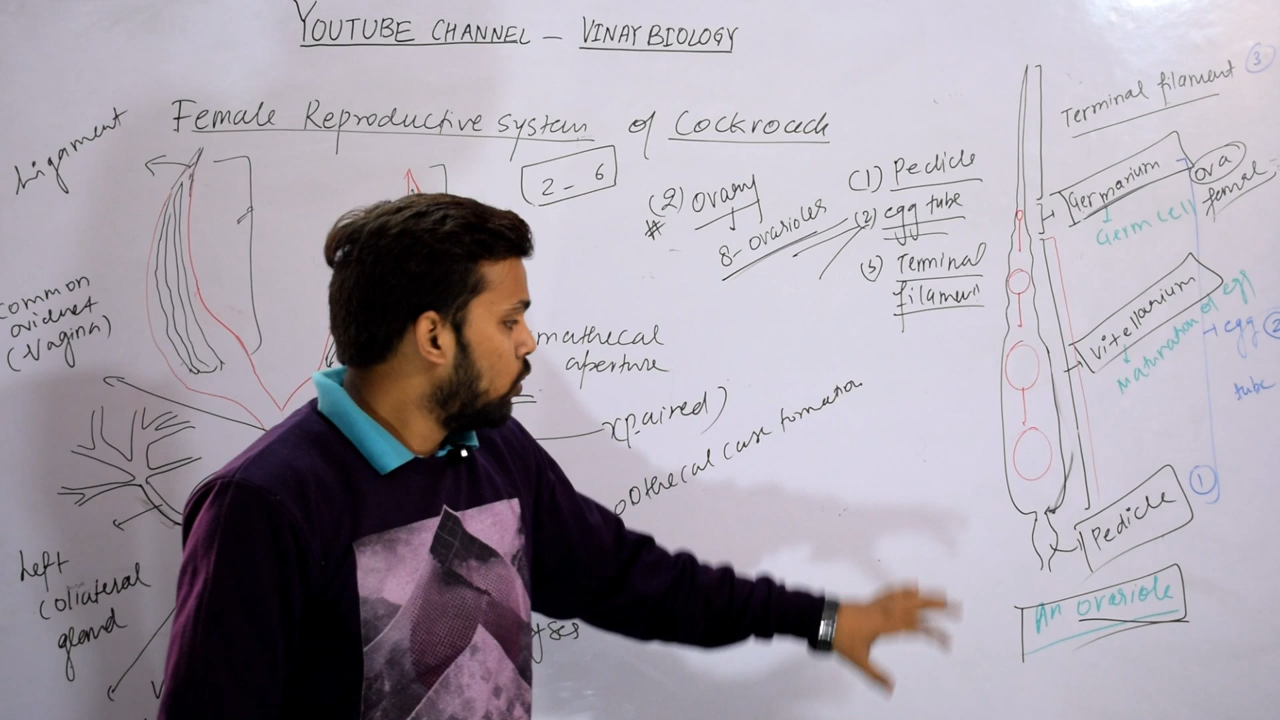 YOUTUBE CHANNEL - VINAY BIOLOGY
Female Reproductive system of Cockroach
Ligament
2 - 6
(2) Ovary
#
8 - ovarioles
(1) Pedicle
(2) egg tube
(3) Terminal
filament
common
oviduct
(Vagina)
mathecal
aperture
paired)
oothecal case formation
Left
Collateral
gland
Terminal filament 3
Germarium
Germ cell
ova
female
Vitellarium
Maturation of egg
egg 2
tube
1
Pedicle
An ovariole